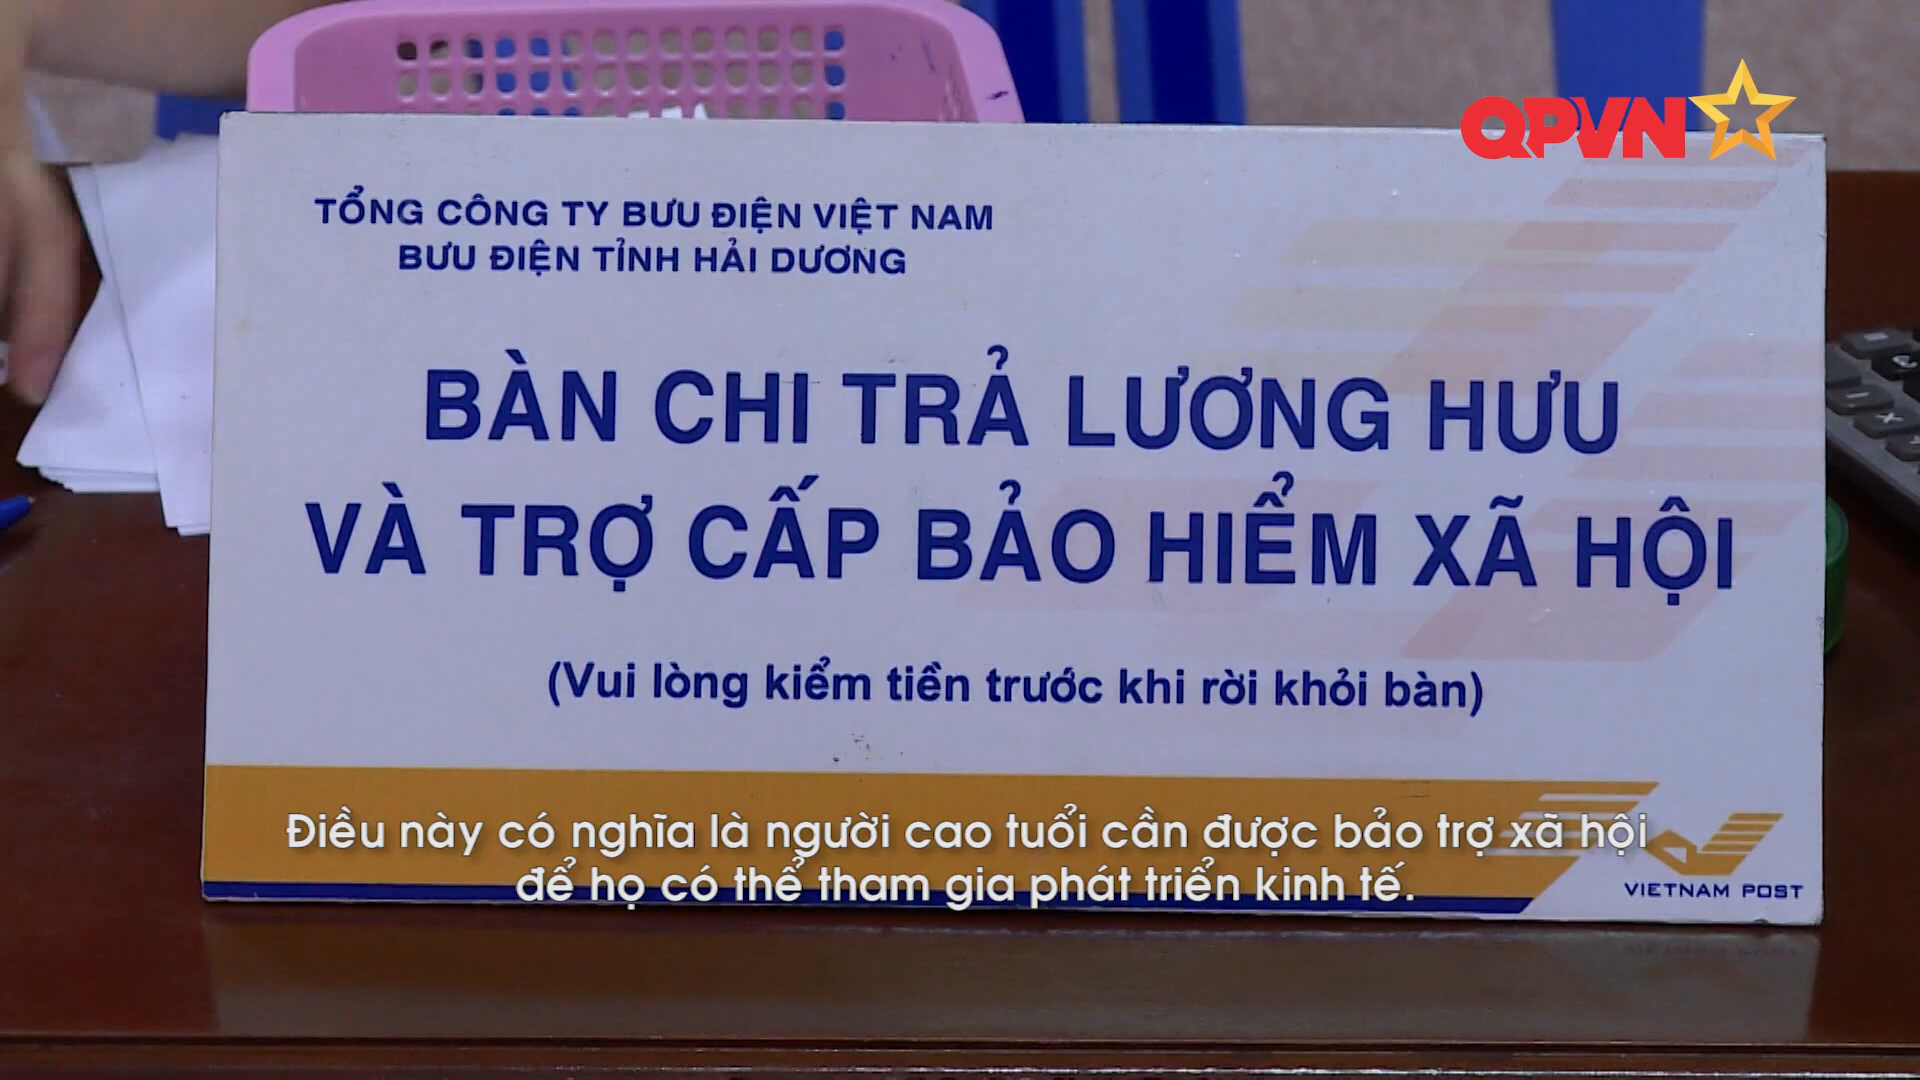 QPVN
TỔNG CÔNG TY BƯU ĐIỆN VIỆT NAM
BƯU ĐIỆN TỈNH HẢI DƯƠNG
BÀN CHI TRẢ LƯƠNG HƯU
VÀ TRỢ CẤP BẢO HIỂM XÃ HỘI
(Vui lòng kiểm tiền trước khi rời khỏi bàn)
Điều này có nghĩa là người cao tuổi cần được bảo trợ xã hội
để họ có thể tham gia phát triển kinh tế.
VIETNAM POST